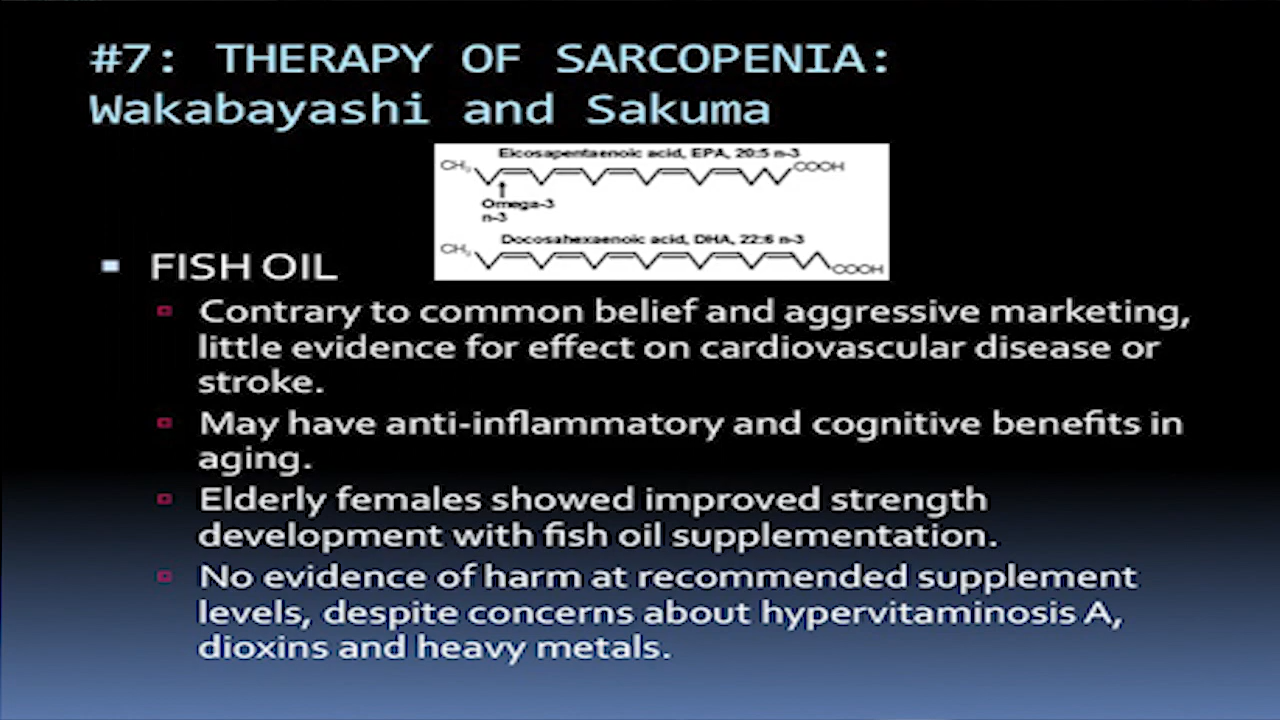 #7: THERAPY OF SARCOPENIA:
Wakabayashi and Sakuma
Eicosapentaenoic acid, EPA, 20:5 n-3
CH3
COOH
Omega-3
n-3
Docosahexaenoic acid, DHA, 22:6 n-3
CH3
COOH
FISH OIL
Contrary to common belief and aggressive marketing,
little evidence for effect on cardiovascular disease or
stroke.
May have anti-inflammatory and cognitive benefits in
aging.
Elderly females showed improved strength
development with fish oil supplementation.
No evidence of harm at recommended supplement
levels, despite concerns about hypervitaminosis A,
dioxins and heavy metals.